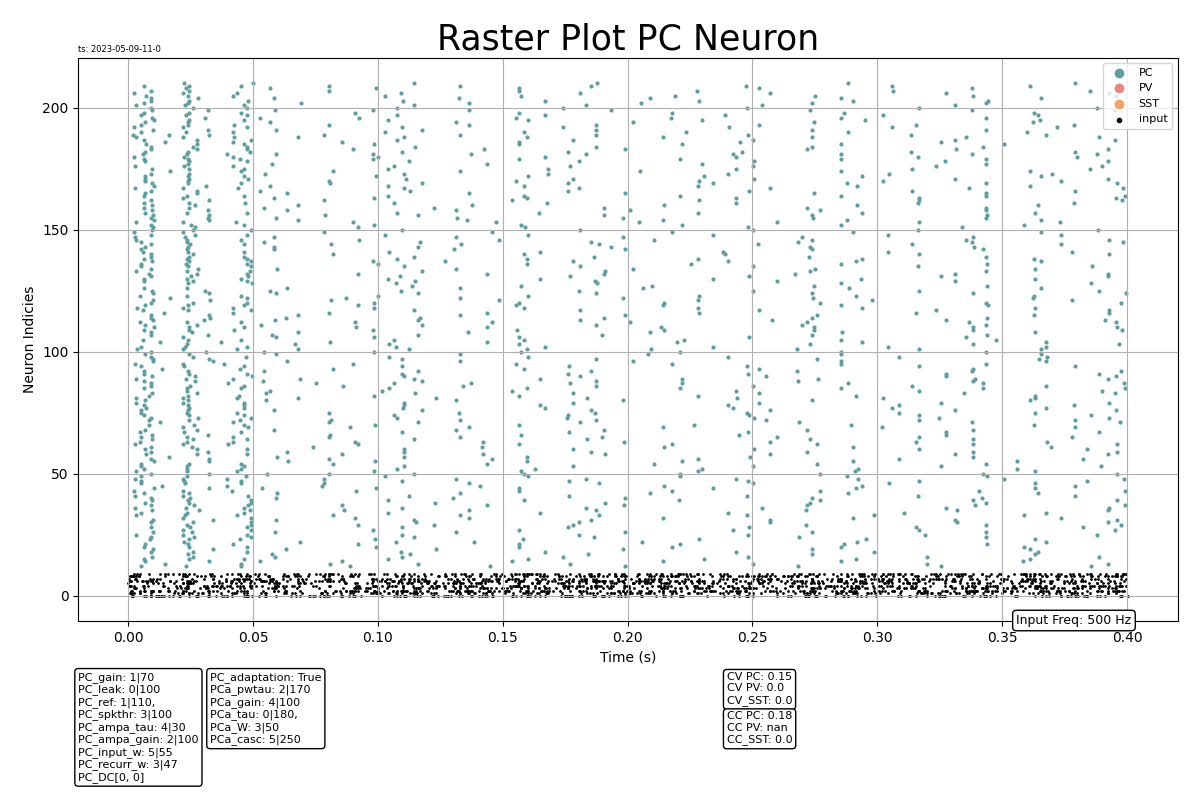 Raster Plot PC Neuron
ts: 2023-05-09-11-0
PC
PV
SST
input
200
150
100
50
0
Neuron Indicies
0.00 0.05 0.10 0.15 0.20 0.25 0.30 0.35 0.40
Input Freq: 500 Hz
Time (s)
PC_gain: 1|70
PC_leak: 0|100
PC_ref: 1|110,
PC_spkthr: 3|100
PC_ampa_tau: 4|30
PC_ampa_gain: 2|100
PC_input_w: 5|55
PC_recurr_w: 3|47
PC_DC[0, 0]
PC_adaptation: True
PCa_pwtau: 2|170
PCa_gain: 4|100
PCa_tau: 0|180,
PCa_W: 3|50
PCa_casc: 5|250
CV PC: 0.15
CV PV: 0.0
CV_SST: 0.0
CC PC: 0.18
CC PV: nan
CC_SST: 0.0